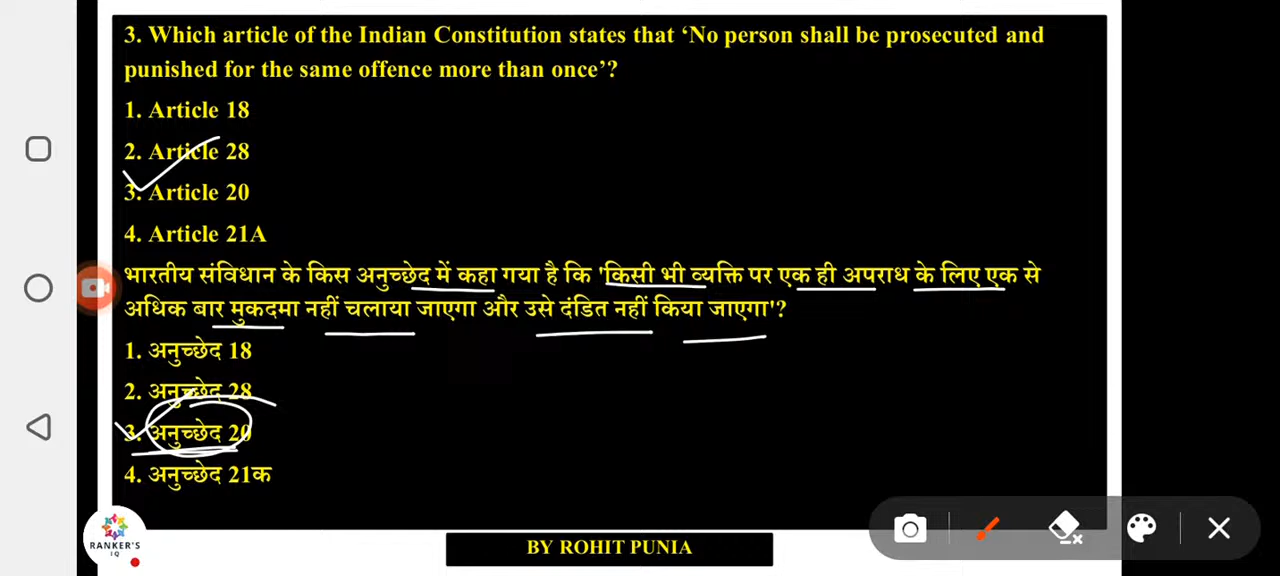 3. Which article of the Indian Constitution states that ‘No person shall be prosecuted and
punished for the same offence more than once’?
1. Article 18
2. Article 28
3. Article 20
4. Article 21A
भारतीय संविधान के किस अनुच्छेद में कहा गया है कि 'किसी भी व्यक्ति पर एक ही अपराध के लिए एक से
अधिक बार मुकदमा नहीं चलाया जाएगा और उसे दंडित नहीं किया जाएगा'?
1. अनुच्छेद 18
2. अनुच्छेद 28
3. अनुच्छेद 20
4. अनुच्छेद 21क
RANKER'S
IQ
BY ROHIT PUNIA